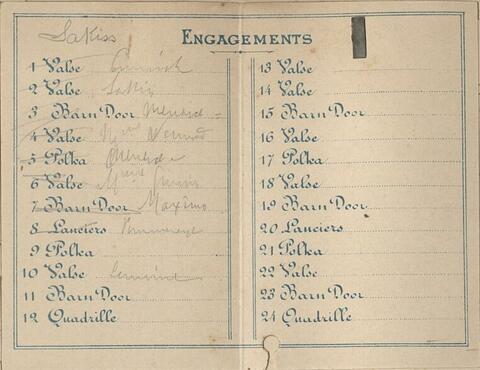 Sakiss
ENGAGEMENTS
1 Valse
2 Valse Sakis
3 Barn Door Menard
4 Valse
5 Polka Menard
6 Valse
7 Barn Door Maxime
8 Lanciers
9 Polka
10 Valse
11 Barn Door
12 Quadrille
13 Valse
14 Valse
15 Barn Door
16 Valse
17 Polka
18 Valse
19 Barn Door
20 Lanciers
21 Polka
22 Valse
23 Barn Door
24 Quadrille